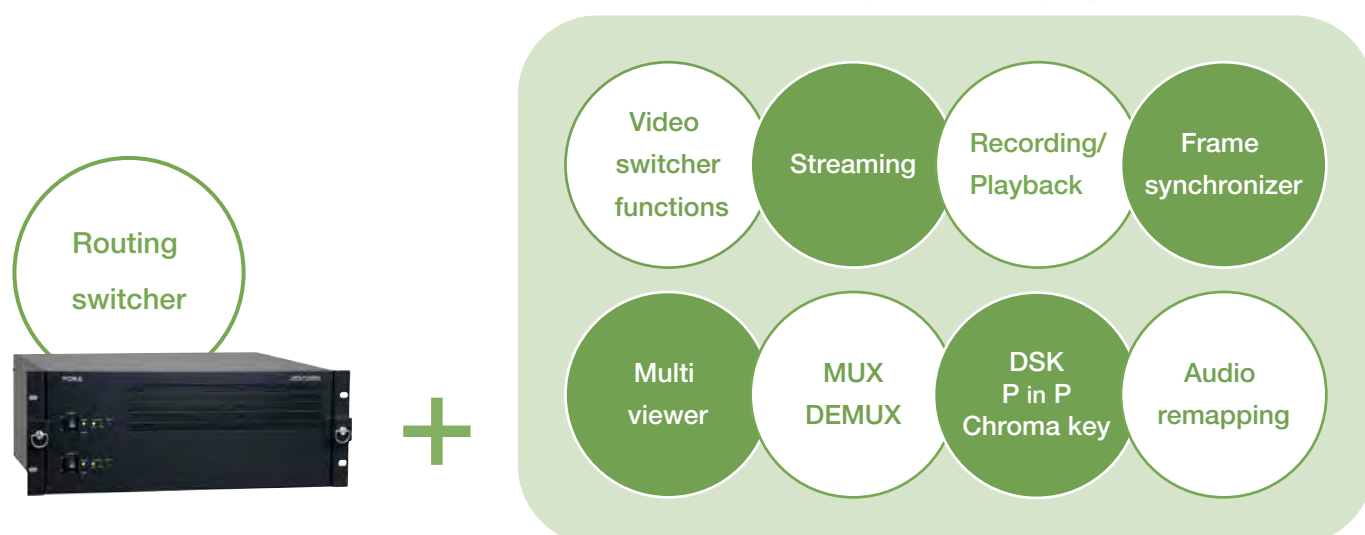 Routing
switcher
Video
switcher
functions
Streaming
Recording/
Playback
Frame
synchronizer
Multi
viewer
MUX
DEMUX
DSK
P in P
Chroma key
Audio
remapping